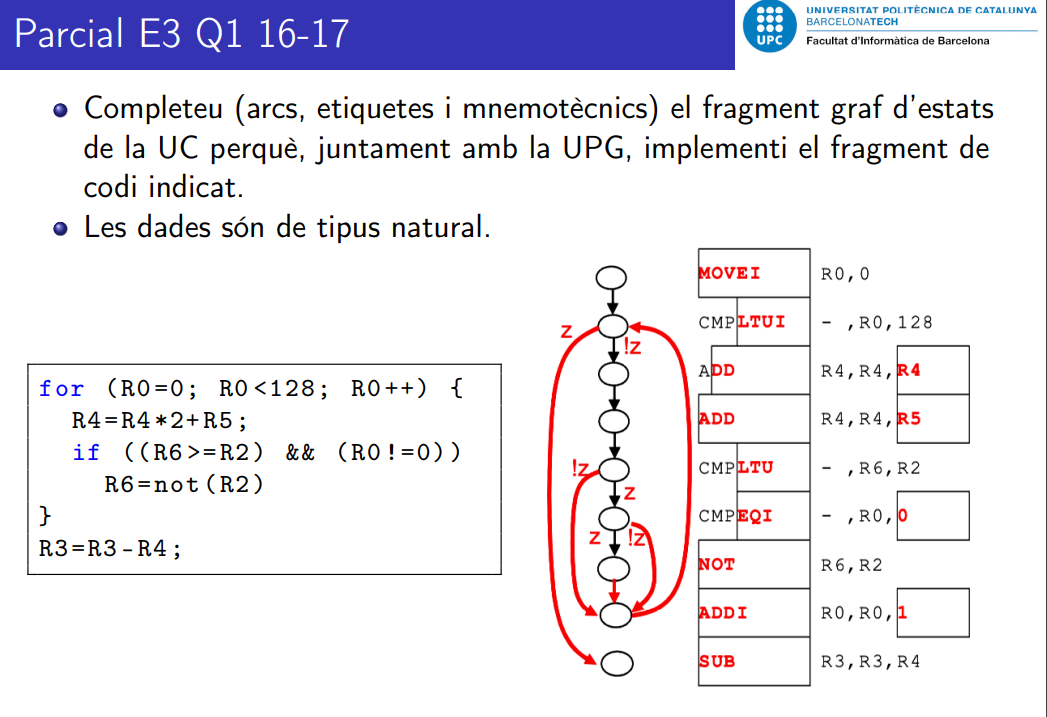 Parcial E3 Q1 16-17
UPC
UNIVERSITAT POLITÈCNICA DE CATALUNYA
BARCELONATECH
Facultat d'Informàtica de Barcelona
Completeu (arcs, etiquetes i mnemotècnics) el fragment graf d'estats
de la UC perquè, juntament amb la UPG, implementi el fragment de
codi indicat.
Les dades són de tipus natural.
for (R0=0; R0<128; R0++) {
R4=R4*2+R5;
if ((R6>=R2) && (R0!=0))
R6=not(R2)
}
R3=R3-R4;
z
!z
!z
z
z
!z
MOVEI R0,0
CMPLTUI - ,R0,128
ADD R4,R4,R4
ADD R4,R4,R5
CMPLTU - ,R6,R2
CMPEQI - ,R0,0
NOT R6,R2
ADDI R0,R0,1
SUB R3,R3,R4